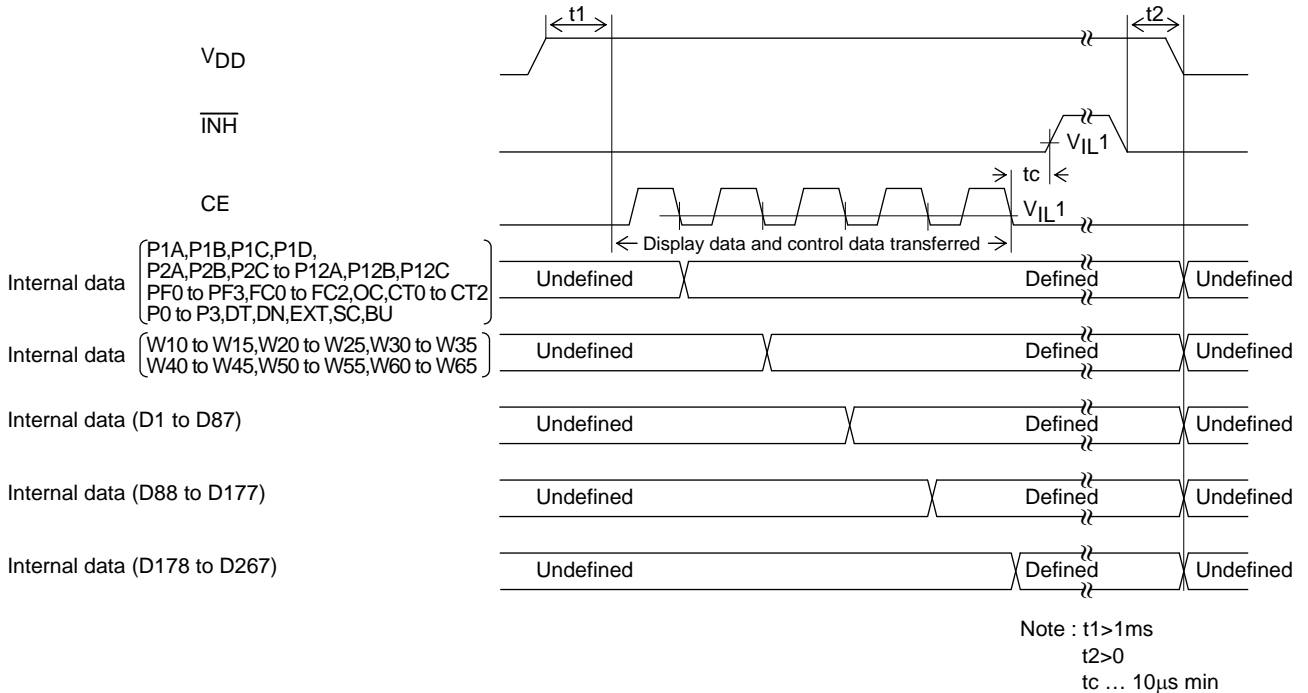 t1
t2
VDD
INH
VIL1
tc
CE
VIL1
Display data and control data transferred
Internal data
P1A,P1B,P1C,P1D,
P2A,P2B,P2C to P12A,P12B,P12C
PF0 to PF3,FC0 to FC2,OC,CT0 to CT2
P0 to P3,DT,DN,EXT,SC,BU
Undefined
Defined
Undefined
Internal data
W10 to W15,W20 to W25,W30 to W35
W40 to W45,W50 to W55,W60 to W65
Undefined
Defined
Undefined
Internal data (D1 to D87)
Undefined
Defined
Undefined
Internal data (D88 to D177)
Undefined
Defined
Undefined
Internal data (D178 to D267)
Undefined
Defined
Undefined
Note : t1>1ms
t2>0
tc … 10μs min